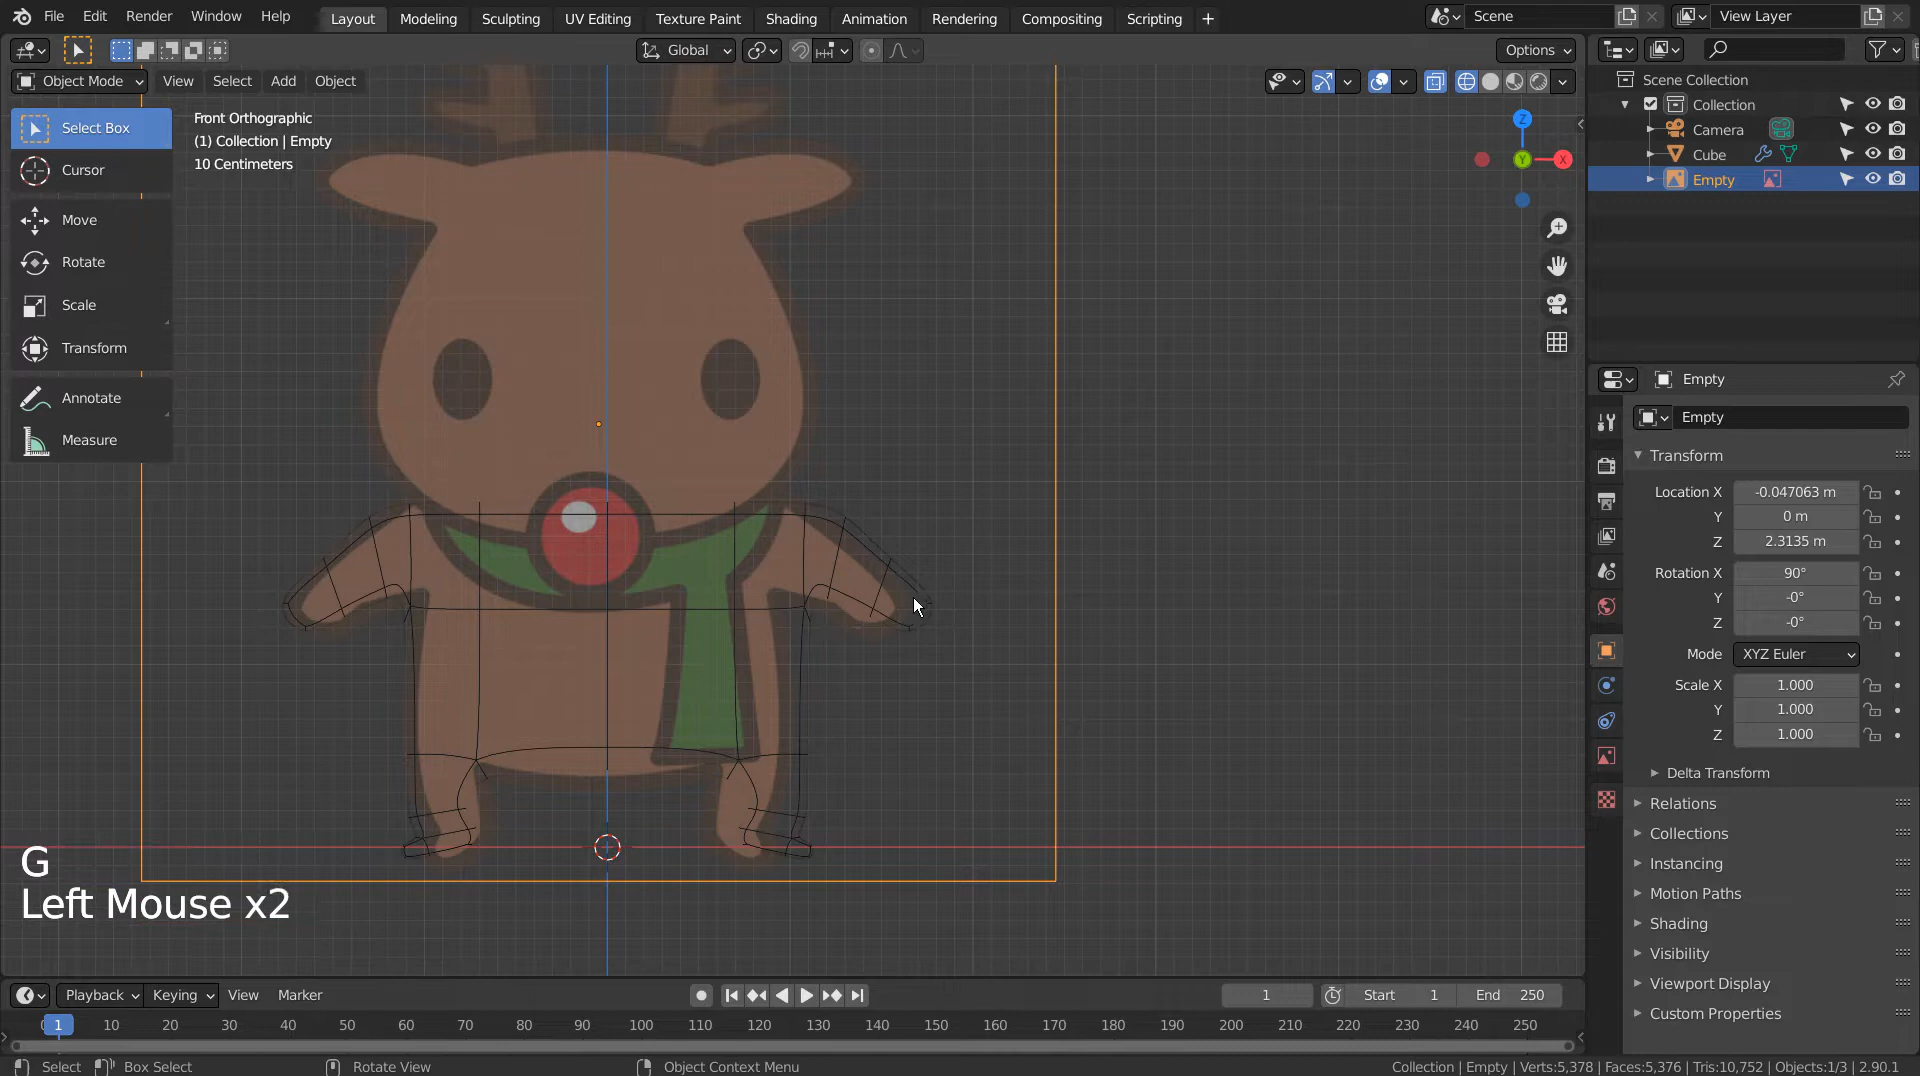 File Edit Render Window Help Layout Modeling Sculpting UV Editing Texture Paint Shading Animation Rendering Compositing Scripting + Scene View Layer
Global Options
Object Mode View Select Add Object
Scene Collection
Collection
Camera
Cube
Empty
Select Box
Cursor
Move
Rotate
Scale
Transform
Annotate
Measure
Front Orthographic
(1) Collection | Empty
10 Centimeters
Z
Y
X
Empty
Empty
Transform
Location X -0.047063 m
Y 0 m
Z 2.3135 m
Rotation X 90°
Y -0°
Z -0°
Mode XYZ Euler
Scale X 1.000
Y 1.000
Z 1.000
Delta Transform
Relations
Collections
Instancing
Motion Paths
Shading
Visibility
Viewport Display
Custom Properties
G
Left Mouse x2
Playback Keying View Marker 1 Start 1 End 250
1 10 20 30 40 50 60 70 80 90 100 110 120 130 140 150 160 170 180 190 200 210 220 230 240 250
Select Box Select Rotate View Object Context Menu Collection | Empty | Verts:5,378 | Faces:5,376 | Tris:10,752 | Objects:1/3 | 2.90.1